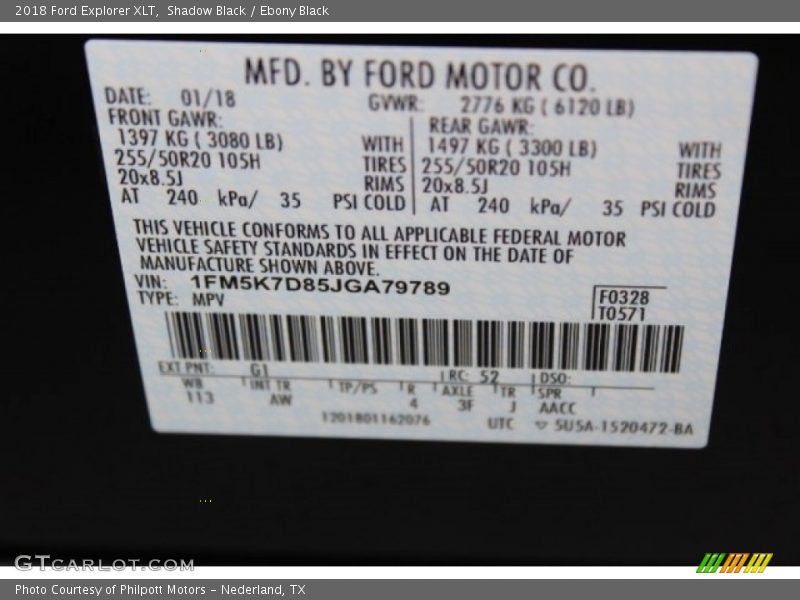 2018 Ford Explorer XLT, Shadow Black / Ebony Black
MFD. BY FORD MOTOR CO.
DATE: 01/18 GVWR: 2776 KG ( 6120 LB)
FRONT GAWR: REAR GAWR:
1397 KG ( 3080 LB) WITH 1497 KG ( 3300 LB) WITH
255/50R20 105H TIRES 255/50R20 105H TIRES
20x8.5J RIMS 20x8.5J RIMS
AT 240 kPa/ 35 PSI COLD AT 240 kPa/ 35 PSI COLD
THIS VEHICLE CONFORMS TO ALL APPLICABLE FEDERAL MOTOR
VEHICLE SAFETY STANDARDS IN EFFECT ON THE DATE OF
MANUFACTURE SHOWN ABOVE.
VIN: 1FM5K7D85JGA79789
TYPE: MPV
F0328
T0571
EXT PNT: G1 RC: 52 DSO:
WB INT TR TP/PS R AXLE TR SPR
113 AW 4 3F J AACC
1201801162076 UTC ▽ 5U5A-1520472-BA
GTCARLOT.COM
Photo Courtesy of Philpott Motors - Nederland, TX